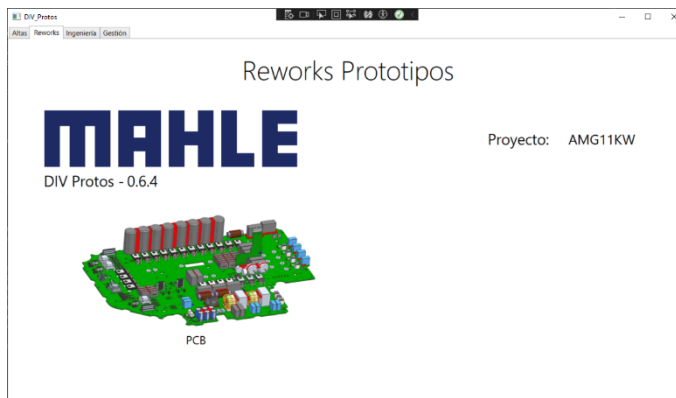 DIV_Protos
Altas Reworks Ingeniería Gestión
Reworks Prototipos
MAHLE
Proyecto: AMG11KW
DIV Protos - 0.6.4
PCB